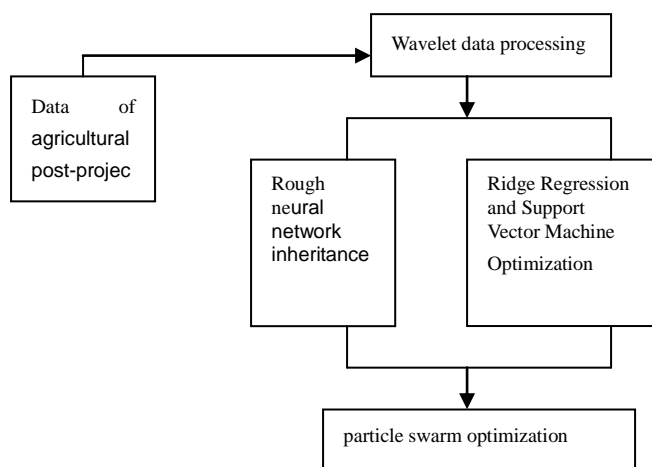 Wavelet data processing
Data of
agricultural
post-projec
Rough
neural
network
inheritance
Ridge Regression
and Support
Vector Machine
Optimization
particle swarm optimization